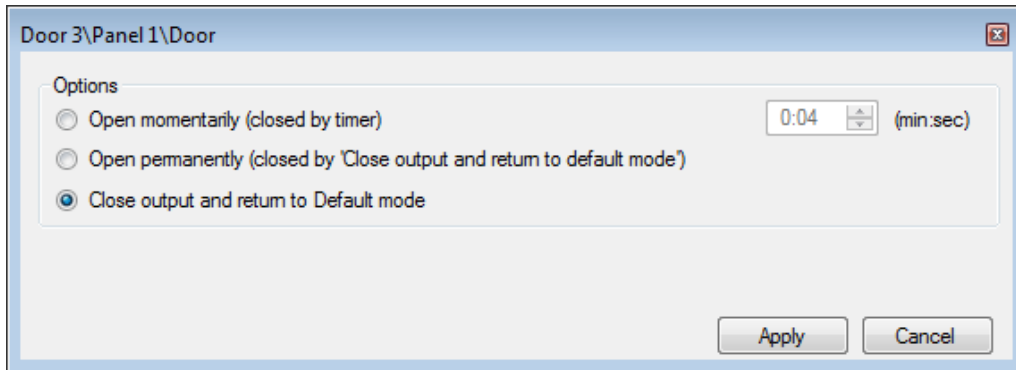 Door 3\Panel 1\Door
Options
Open momentarily (closed by timer) 0:04 (min:sec)
Open permanently (closed by 'Close output and return to default mode')
Close output and return to Default mode
Apply Cancel